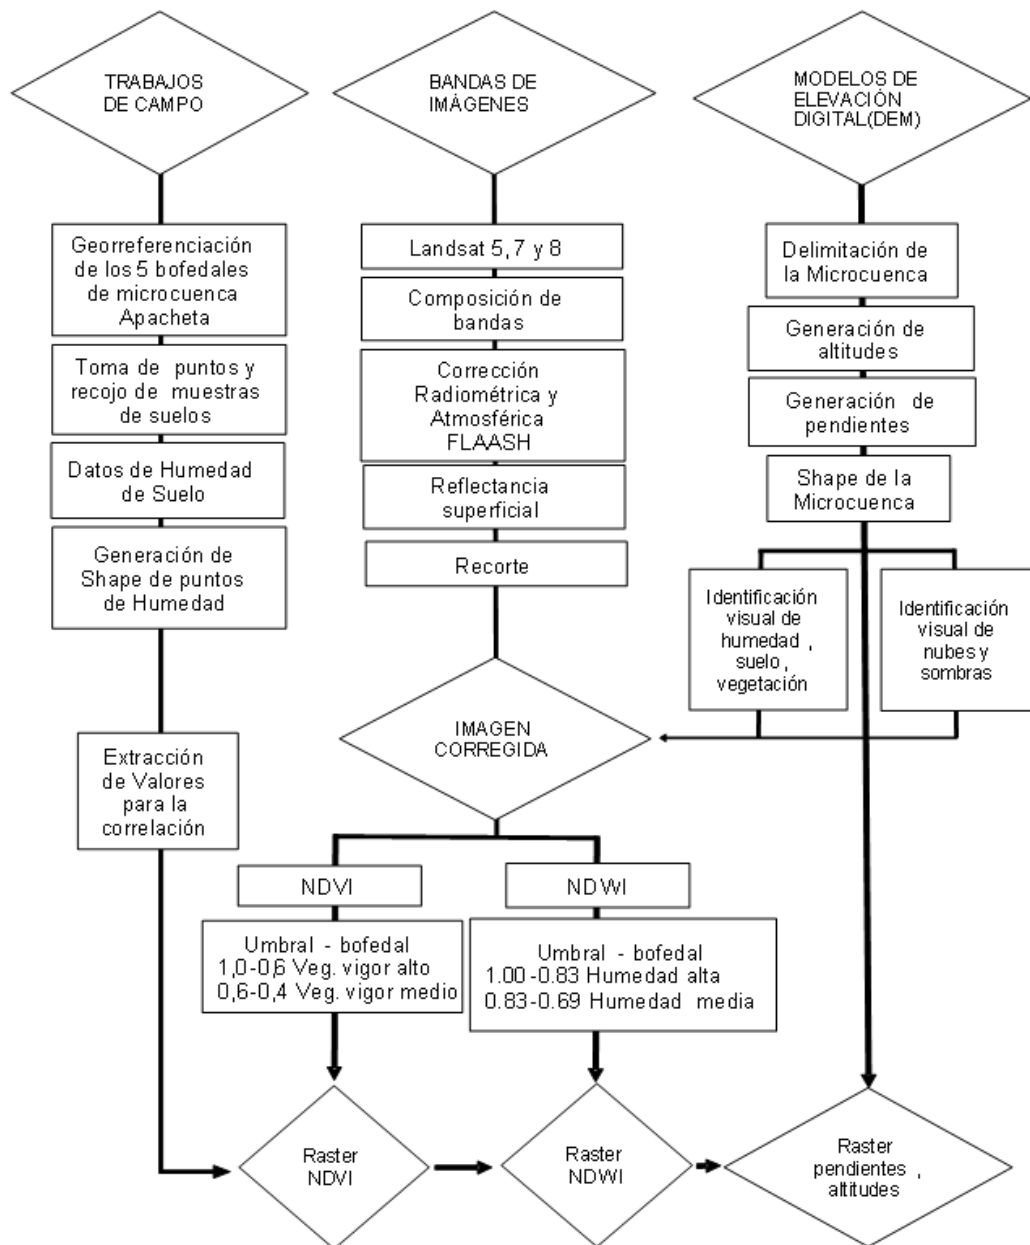 TRABAJOS
DE CAMPO
Georreferenciación
de los 5 bofedales
de microcuenca
Apacheta
Toma de puntos y
recojo de muestras
de suelos
Datos de Humedad
de Suelo
Generación de
Shape de puntos
de Humedad
Extracción
de Valores
para la
correlación
BANDAS DE
IMÁGENES
Landsat 5, 7 y 8
Composición de
bandas
Corrección
Radiométrica y
Atmosférica
FLAASH
Reflectancia
superficial
Recorte
IMAGEN
CORREGIDA
NDVI
Umbral - bofedal
1,0-0,6 Veg. vigor alto
0,6-0,4 Veg. vigor medio
NDWI
Umbral - bofedal
1.00-0.83 Humedad alta
0.83-0.69 Humedad media
MODELOS DE
ELEVACIÓN
DIGITAL(DEM)
Delimitación de
la Microcuenca
Generación de
altitudes
Generación de
pendientes
Shape de la
Microcuenca
Identificación
visual de
humedad ,
suelo ,
vegetación
Identificación
visual de
nubes y
sombras
Raster
NDVI
Raster
NDWI
Raster
pendientes ,
altitudes